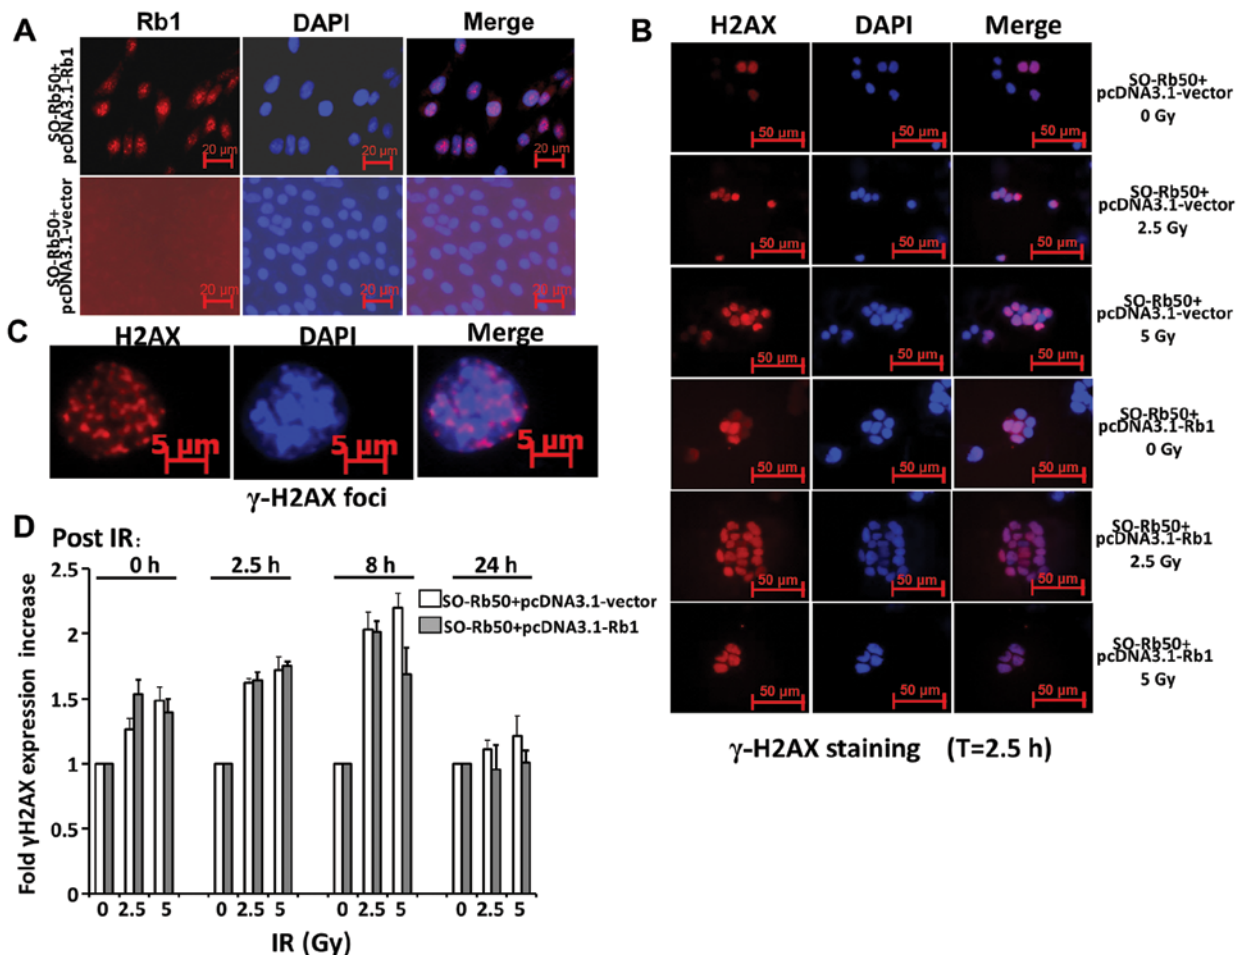 A
Rb1 DAPI Merge
SO-Rb50+
pcDNA3.1-Rb1
20 µm 20 µm 20 µm
SO-Rb50+
pcDNA3.1-vector
20 µm 20 µm 20 µm
B
H2AX DAPI Merge
50 µm 50 µm 50 µm
SO-Rb50+
pcDNA3.1-vector
0 Gy
50 µm 50 µm 50 µm
SO-Rb50+
pcDNA3.1-vector
2.5 Gy
50 µm 50 µm 50 µm
SO-Rb50+
pcDNA3.1-vector
5 Gy
50 µm 50 µm 50 µm
SO-Rb50+
pcDNA3.1-Rb1
0 Gy
50 µm 50 µm 50 µm
SO-Rb50+
pcDNA3.1-Rb1
2.5 Gy
50 µm 50 µm 50 µm
SO-Rb50+
pcDNA3.1-Rb1
5 Gy
γ-H2AX staining (T=2.5 h)
C
H2AX DAPI Merge
5 µm 5 µm 5 µm
γ-H2AX foci
D
Post IR:
0 h 2.5 h 8 h 24 h
SO-Rb50+pcDNA3.1-vector
SO-Rb50+pcDNA3.1-Rb1
Fold γH2AX expression increase
2.5
2
1.5
1
0.5
0
0 2.5 5 0 2.5 5 0 2.5 5 0 2.5 5
IR (Gy)